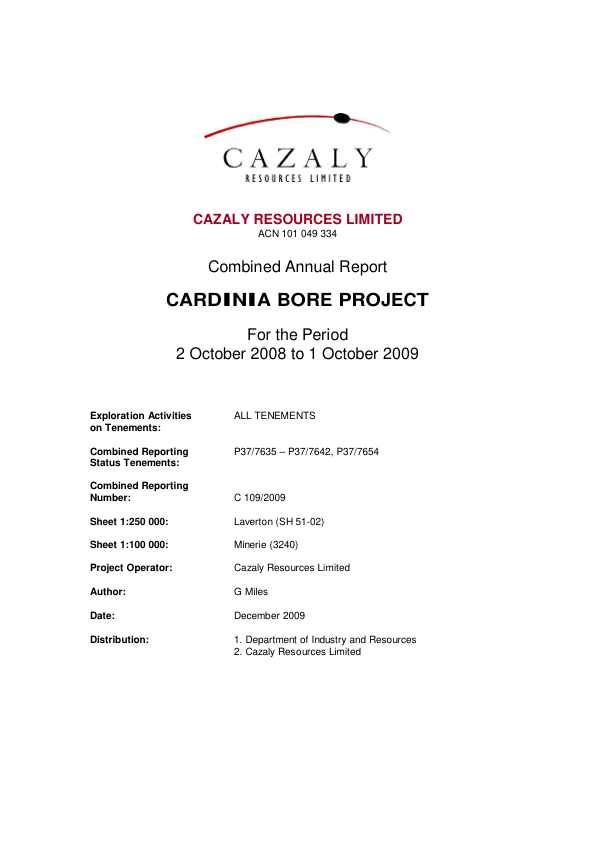 CAZALY
RESOURCES LIMITED
CAZALY RESOURCES LIMITED
ACN 101 049 334
Combined Annual Report
CARDINIA BORE PROJECT
For the Period
2 October 2008 to 1 October 2009
Exploration Activities on Tenements: ALL TENEMENTS
Combined Reporting Status Tenements: P37/7635 – P37/7642, P37/7654
Combined Reporting Number: C 109/2009
Sheet 1:250 000: Laverton (SH 51-02)
Sheet 1:100 000: Minerie (3240)
Project Operator: Cazaly Resources Limited
Author: G Miles
Date: December 2009
Distribution: 1. Department of Industry and Resources
2. Cazaly Resources Limited